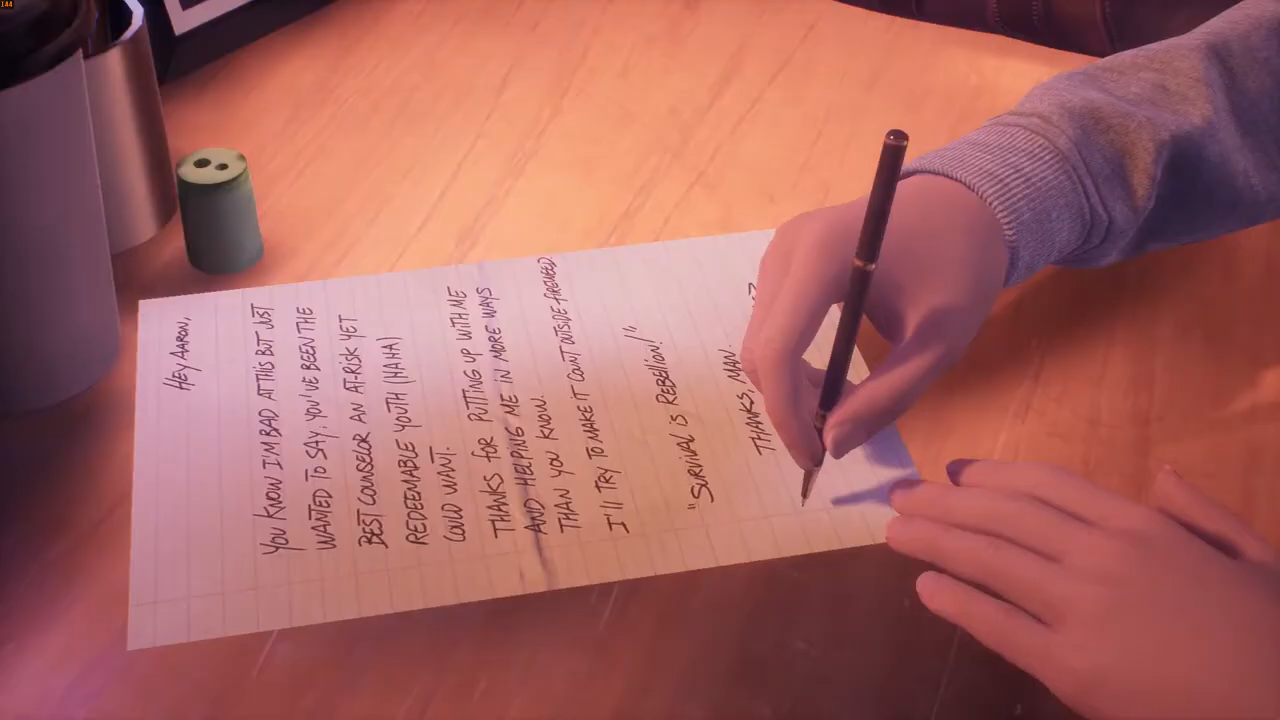 144
Hey Aaron,
You know I'm bad at this but just
wanted to say, you've been the
best counselor an at-risk yet
redeemable youth (haha)
could want.
Thanks for putting up with me
and helping me in more ways
than you know.
I'll try to make it count outside Fireweed
"Survival is Rebellion!"
Thanks, man.